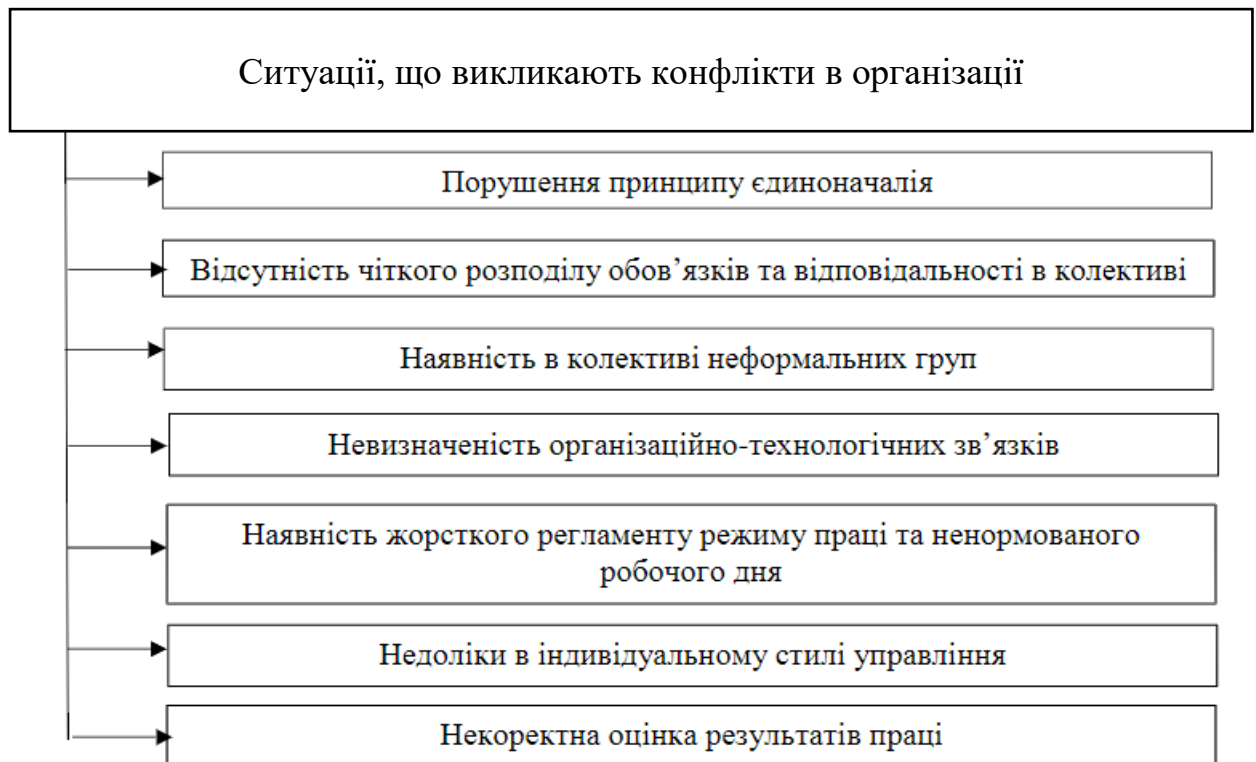 Ситуації, що викликають конфлікти в організації
Порушення принципу єдиноначалія
Відсутність чіткого розподілу обов’язків та відповідальності в колективі
Наявність в колективі неформальних груп
Невизначеність організаційно-технологічних зв’язків
Наявність жорсткого регламенту режиму праці та ненормованого
робочого дня
Недоліки в індивідуальному стилі управління
Некоректна оцінка результатів праці